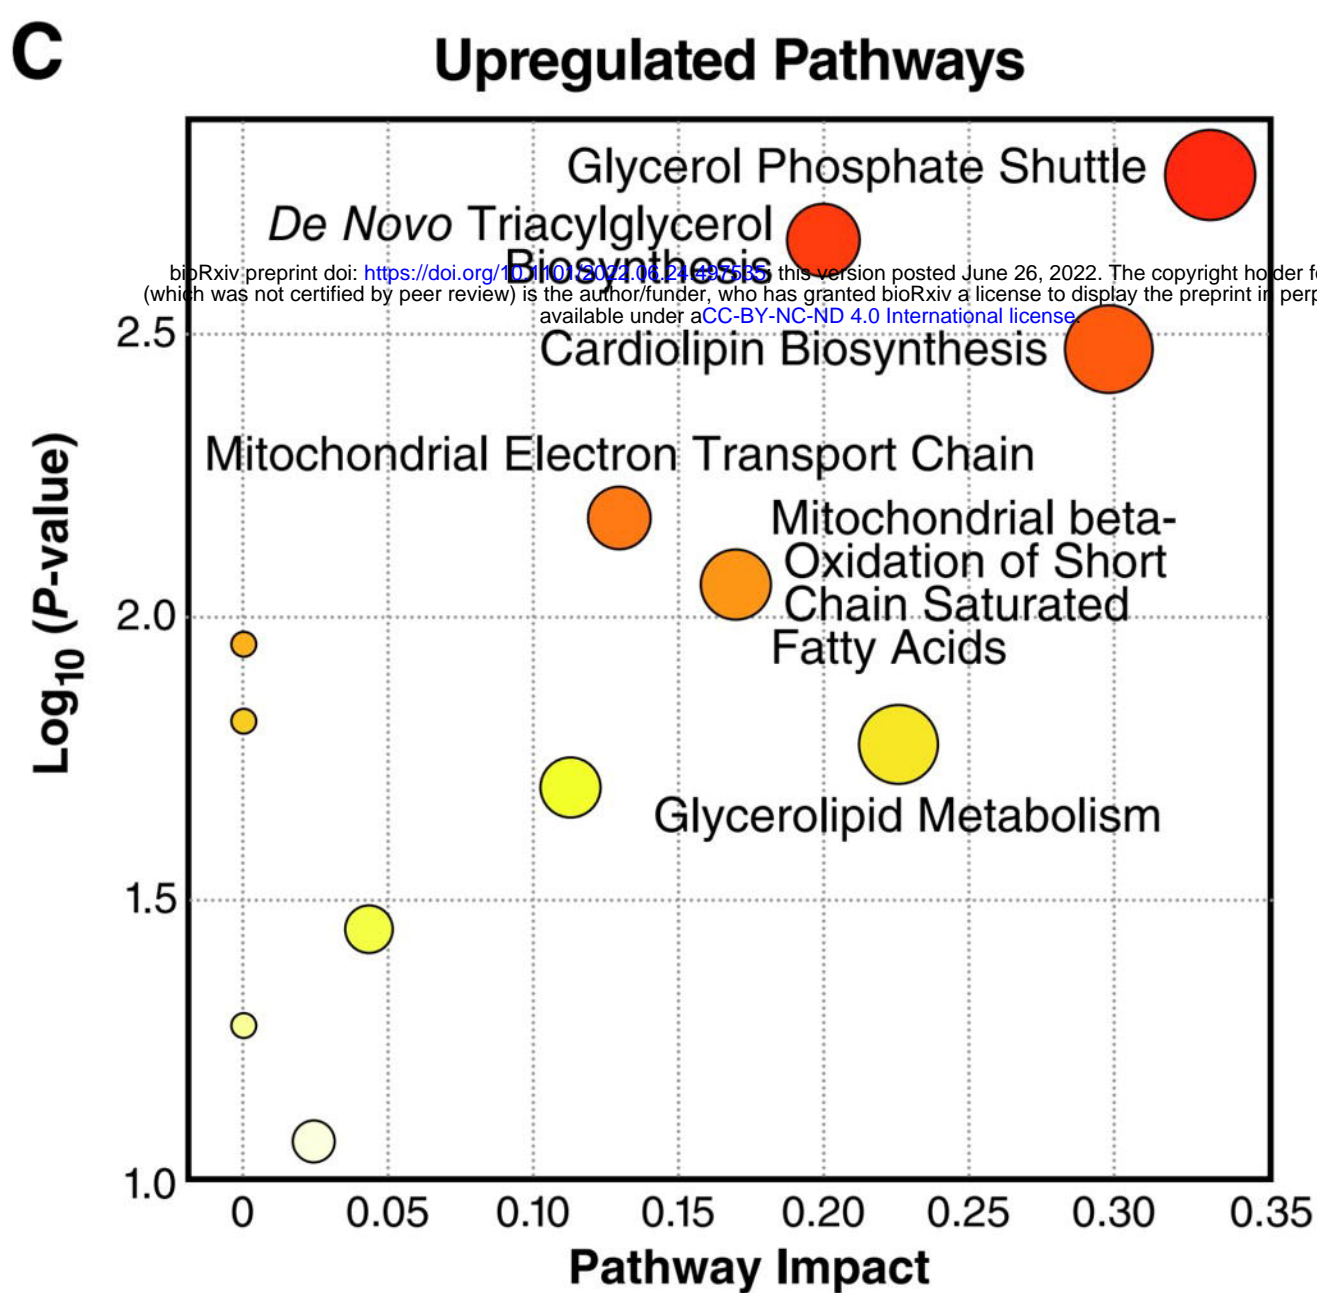 C
Upregulated Pathways
Glycerol Phosphate Shuttle
De Novo Triacylglycerol
Biosynthesis
bioRxiv preprint doi: https://doi.org/10.1101/2022.06.24.497535; this version posted June 26, 2022. The copyright holder f
(which was not certified by peer review) is the author/funder, who has granted bioRxiv a license to display the preprint in perp
available under aCC-BY-NC-ND 4.0 International license.
2.5
Cardiolipin Biosynthesis
Mitochondrial Electron Transport Chain
Mitochondrial beta-
Oxidation of Short
Chain Saturated
Fatty Acids
2.0
Glycerolipid Metabolism
1.5
1.0
Log10 (P-value)
0 0.05 0.10 0.15 0.20 0.25 0.30 0.35
Pathway Impact